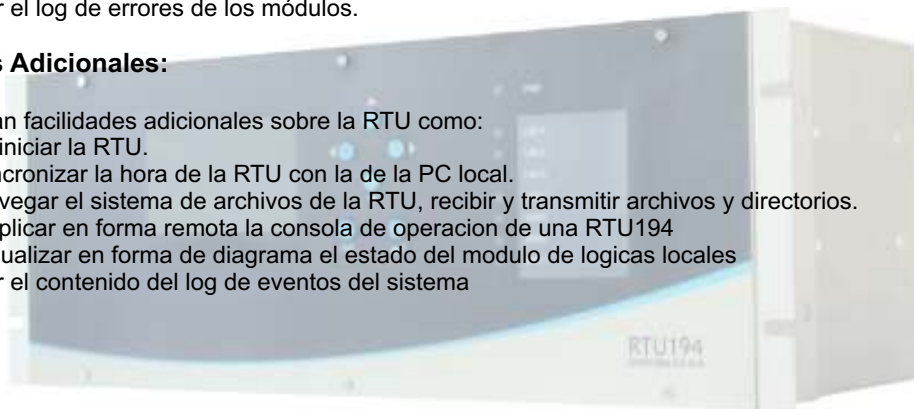 r el log de errores de los módulos.
s Adicionales:
an facilidades adicionales sobre la RTU como:
iniciar la RTU.
cronizar la hora de la RTU con la de la PC local.
vegar el sistema de archivos de la RTU, recibir y transmitir archivos y directorios.
plicar en forma remota la consola de operacion de una RTU194
ualizar en forma de diagrama el estado del modulo de logicas locales
r el contenido del log de eventos del sistema
RTU194